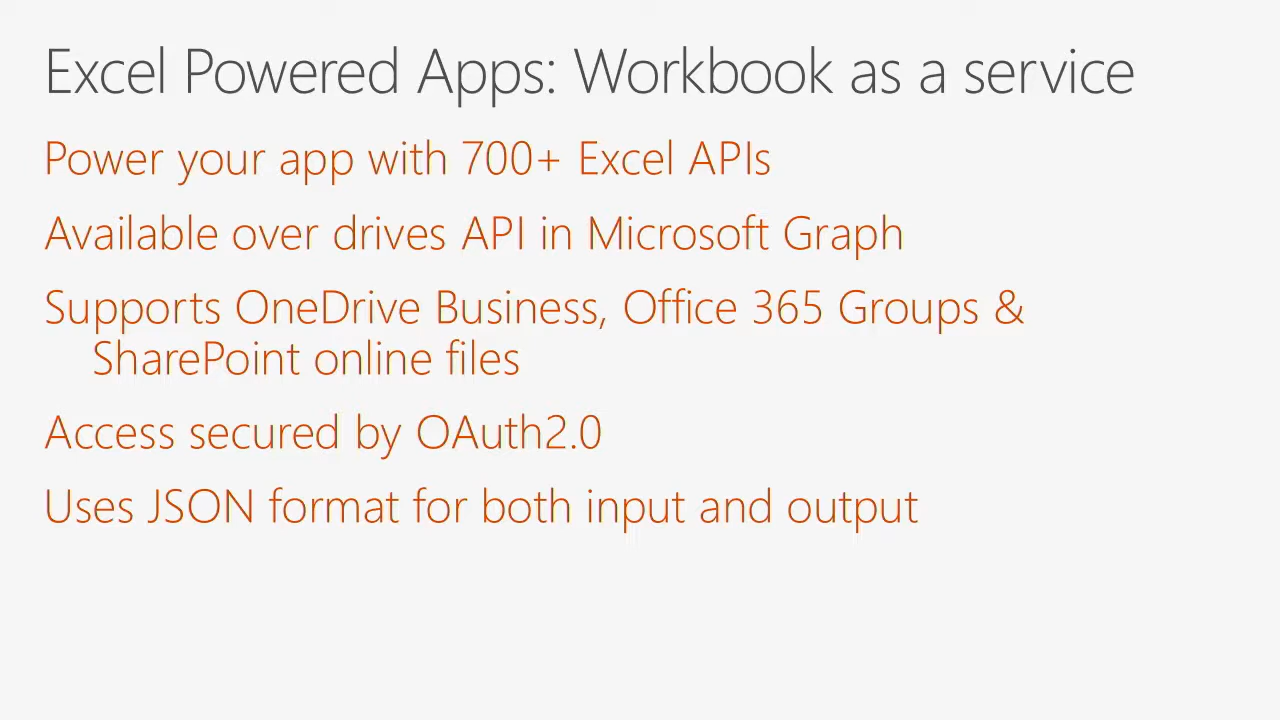 Excel Powered Apps: Workbook as a service
Power your app with 700+ Excel APIs
Available over drives API in Microsoft Graph
Supports OneDrive Business, Office 365 Groups &
SharePoint online files
Access secured by OAuth2.0
Uses JSON format for both input and output